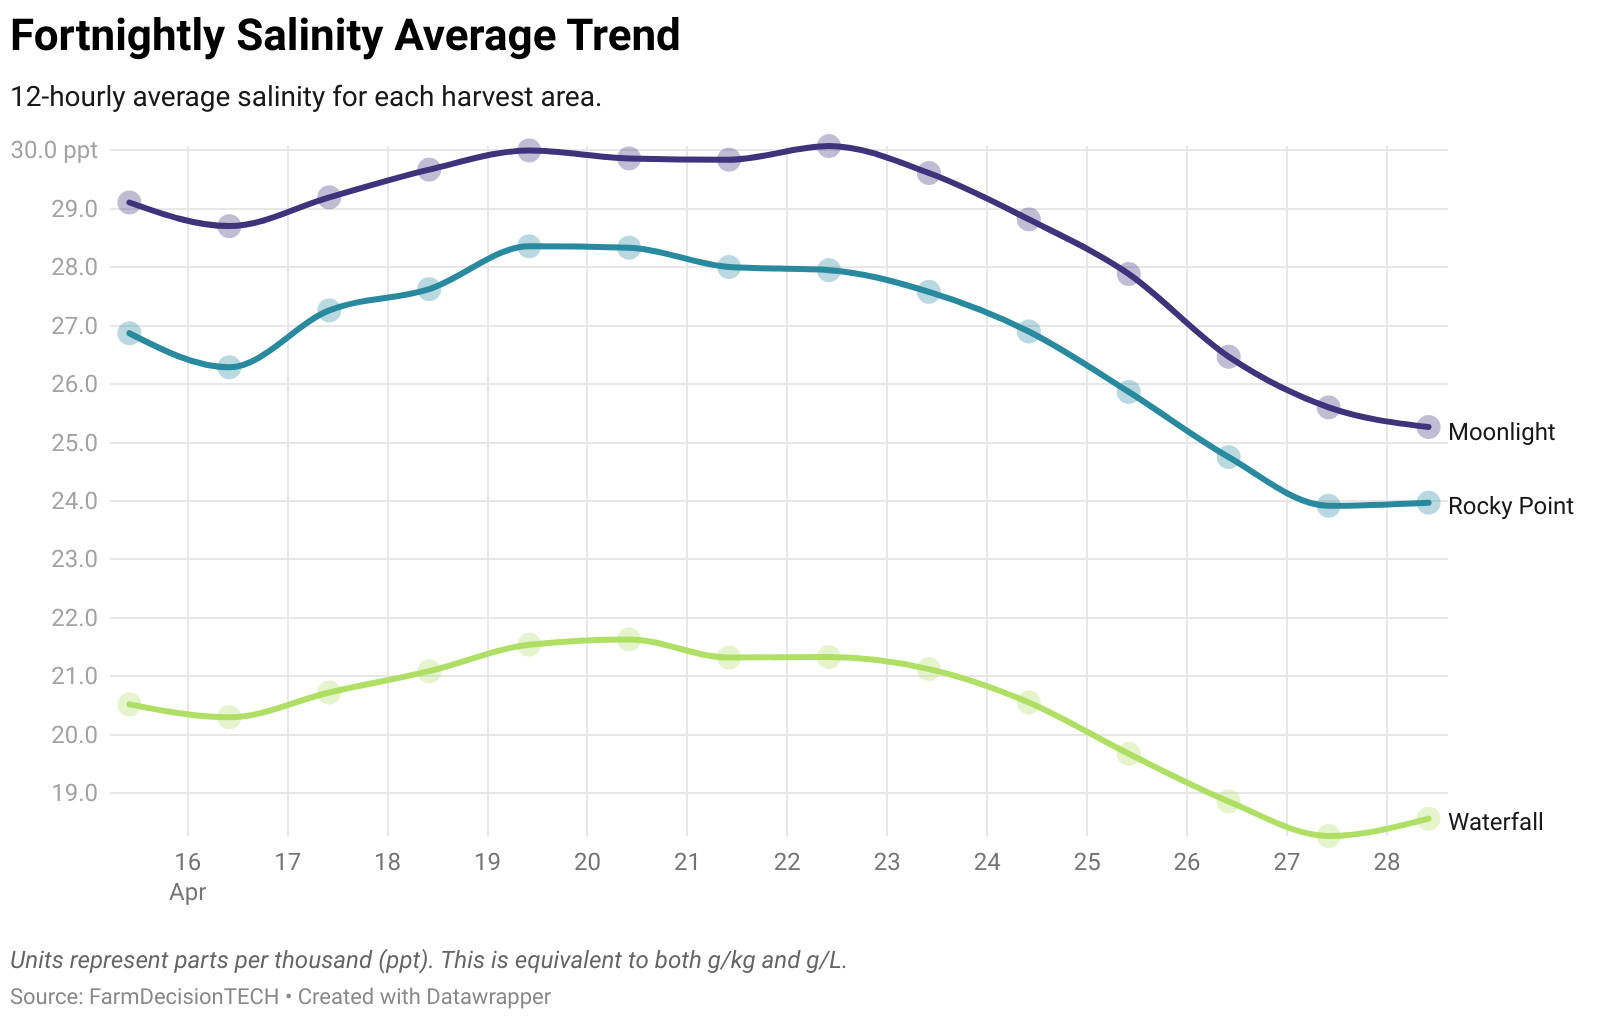 Fortnightly Salinity Average Trend
12-hourly average salinity for each harvest area.
30.0 ppt
29.0
28.0
27.0
26.0
25.0
24.0
23.0
22.0
21.0
20.0
19.0
Moonlight
Rocky Point
Waterfall
16 17 18 19 20 21 22 23 24 25 26 27 28
Apr
Units represent parts per thousand (ppt). This is equivalent to both g/kg and g/L.
Source: FarmDecisionTECH • Created with Datawrapper